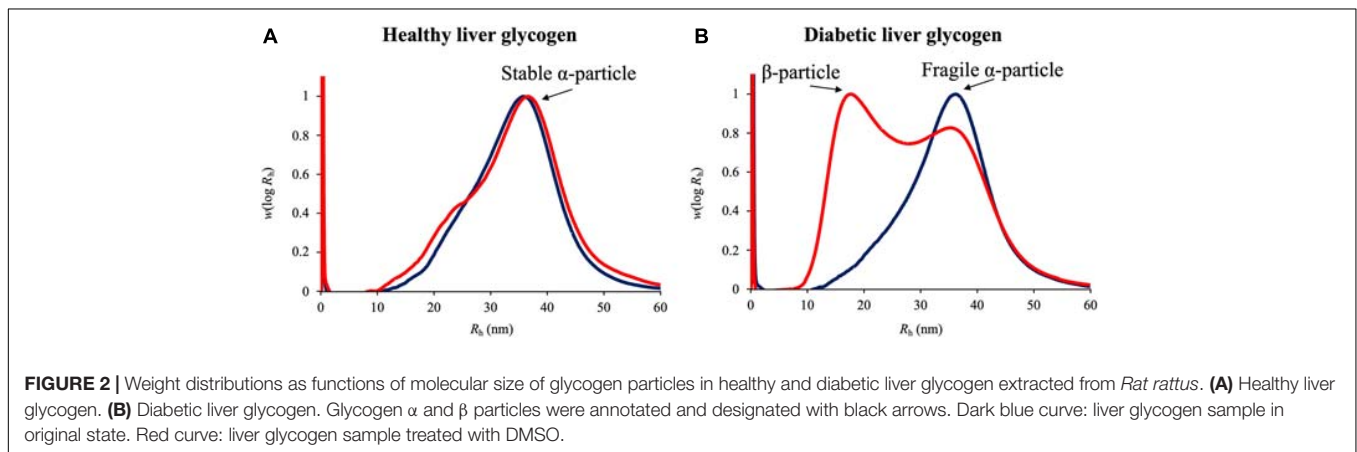 A
Healthy liver glycogen
Stable α-particle
1
0.8
0.6
0.4
0.2
0
w(log Rh)
0 10 20 30 40 50 60
Rh (nm)
B
Diabetic liver glycogen
β-particle
Fragile α-particle
1
0.8
0.6
0.4
0.2
0
w(log Rh)
0 10 20 30 40 50 60
Rh (nm)
FIGURE 2 | Weight distributions as functions of molecular size of glycogen particles in healthy and diabetic liver glycogen extracted from Rat rattus. (A) Healthy liver
glycogen. (B) Diabetic liver glycogen. Glycogen α and β particles were annotated and designated with black arrows. Dark blue curve: liver glycogen sample in
original state. Red curve: liver glycogen sample treated with DMSO.